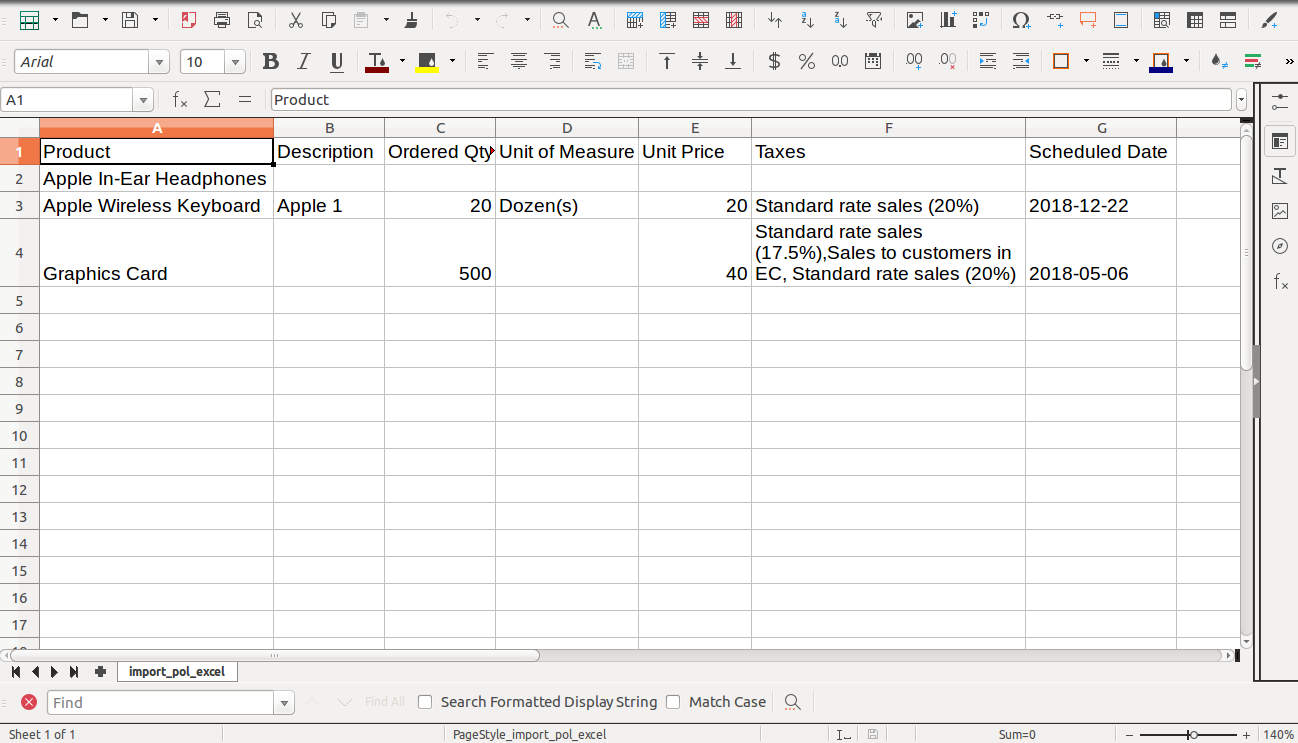 Arial 10
A1 Product
A B C D E F G
1 Product Description Ordered Qty Unit of Measure Unit Price Taxes Scheduled Date
2 Apple In-Ear Headphones
3 Apple Wireless Keyboard Apple 1 20 Dozen(s) 20 Standard rate sales (20%) 2018-12-22
Standard rate sales
(17.5%),Sales to customers in
4 Graphics Card 500 40 EC, Standard rate sales (20%) 2018-05-06
5
6
7
8
9
10
11
12
13
14
15
16
17
18
import_pol_excel
Find Find All Search Formatted Display String Match Case
Sheet 1 of 1 PageStyle_import_pol_excel Sum=0 140%